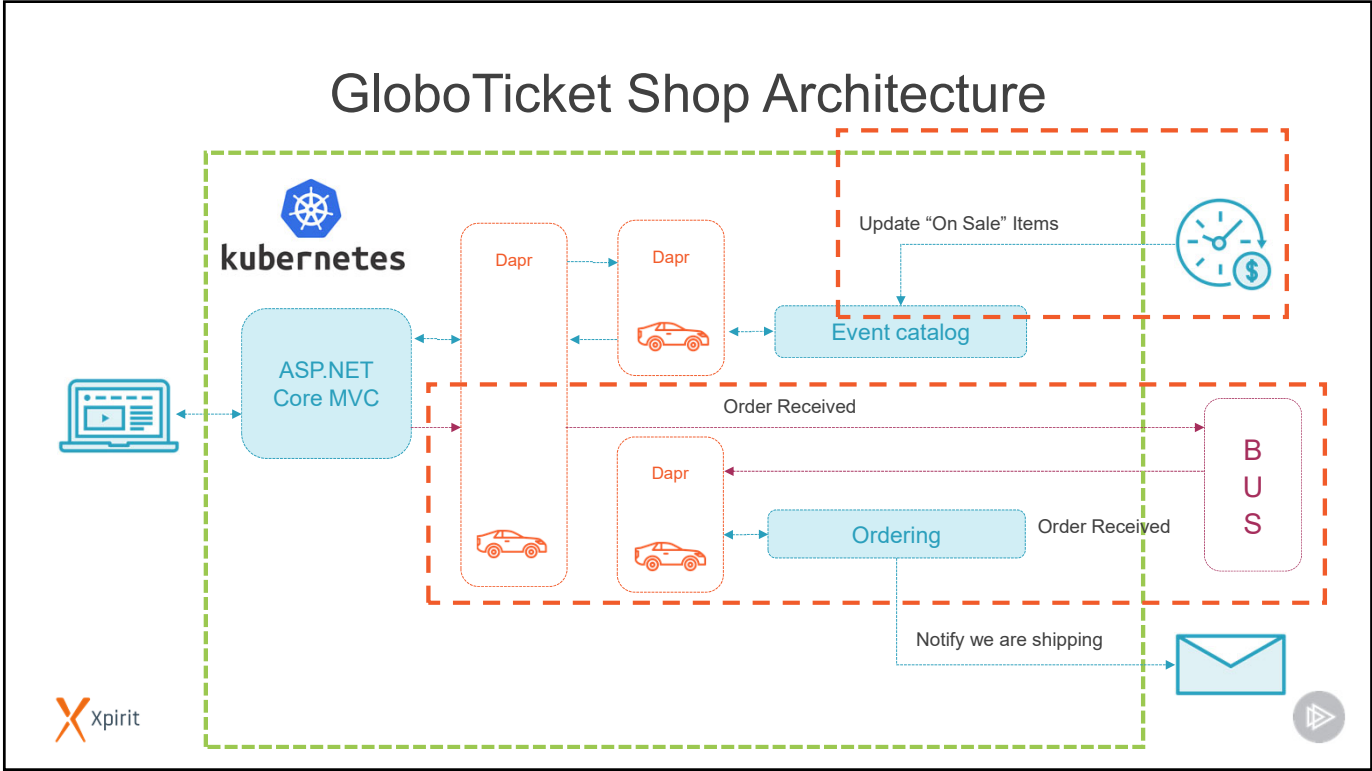 GloboTicket Shop Architecture
kubernetes
Update “On Sale” Items
Dapr
Dapr
$
Event catalog
ASP.NET
Core MVC
Order Received
B
U
S
Dapr
Ordering
Order Received
Notify we are shipping
Xpirit